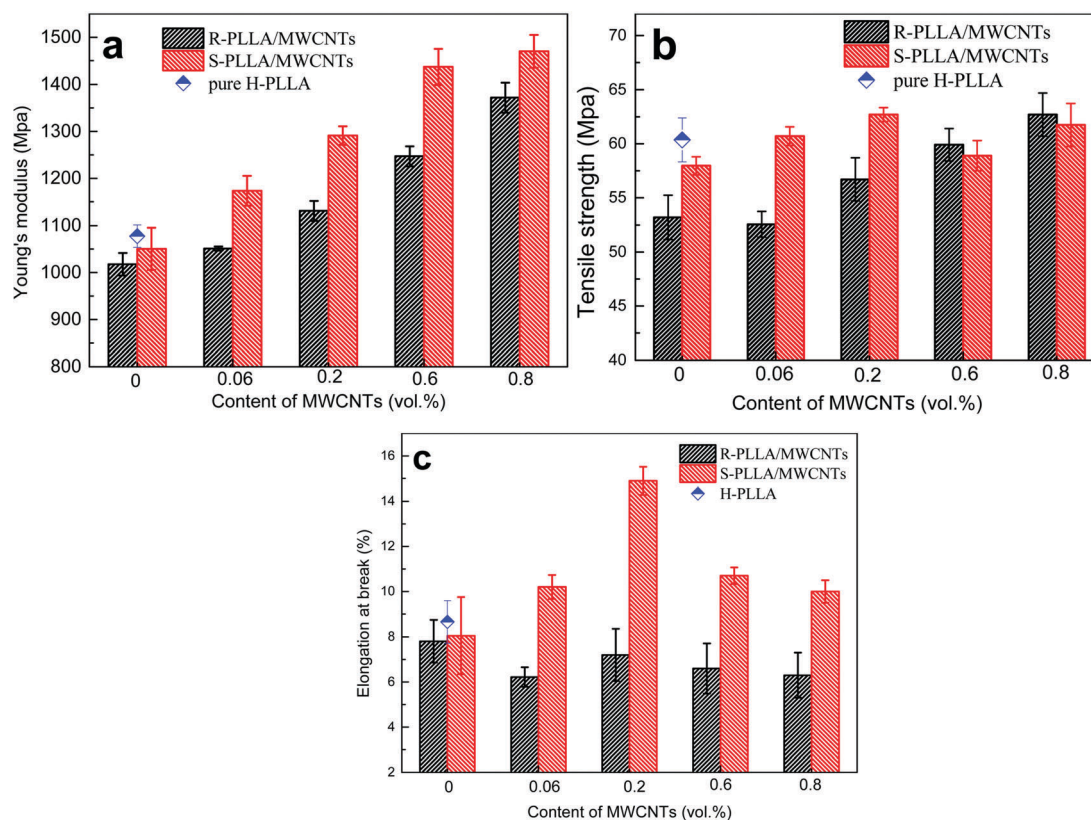 a
R-PLLA/MWCNTs
S-PLLA/MWCNTs
pure H-PLLA
Young's modulus (Mpa)
1500
1400
1300
1200
1100
1000
900
800
0
0.06
0.2
0.6
0.8
Content of MWCNTs (vol.%)
b
R-PLLA/MWCNTs
S-PLLA/MWCNTs
pure H-PLLA
Tensile strength (Mpa)
70
65
60
55
50
45
40
0
0.06
0.2
0.6
0.8
Content of MWCNTs (vol.%)
c
R-PLLA/MWCNTs
S-PLLA/MWCNTs
H-PLLA
Elongation at break (%)
16
14
12
10
8
6
4
2
0
0.06
0.2
0.6
0.8
Content of MWCNTs (vol.%)